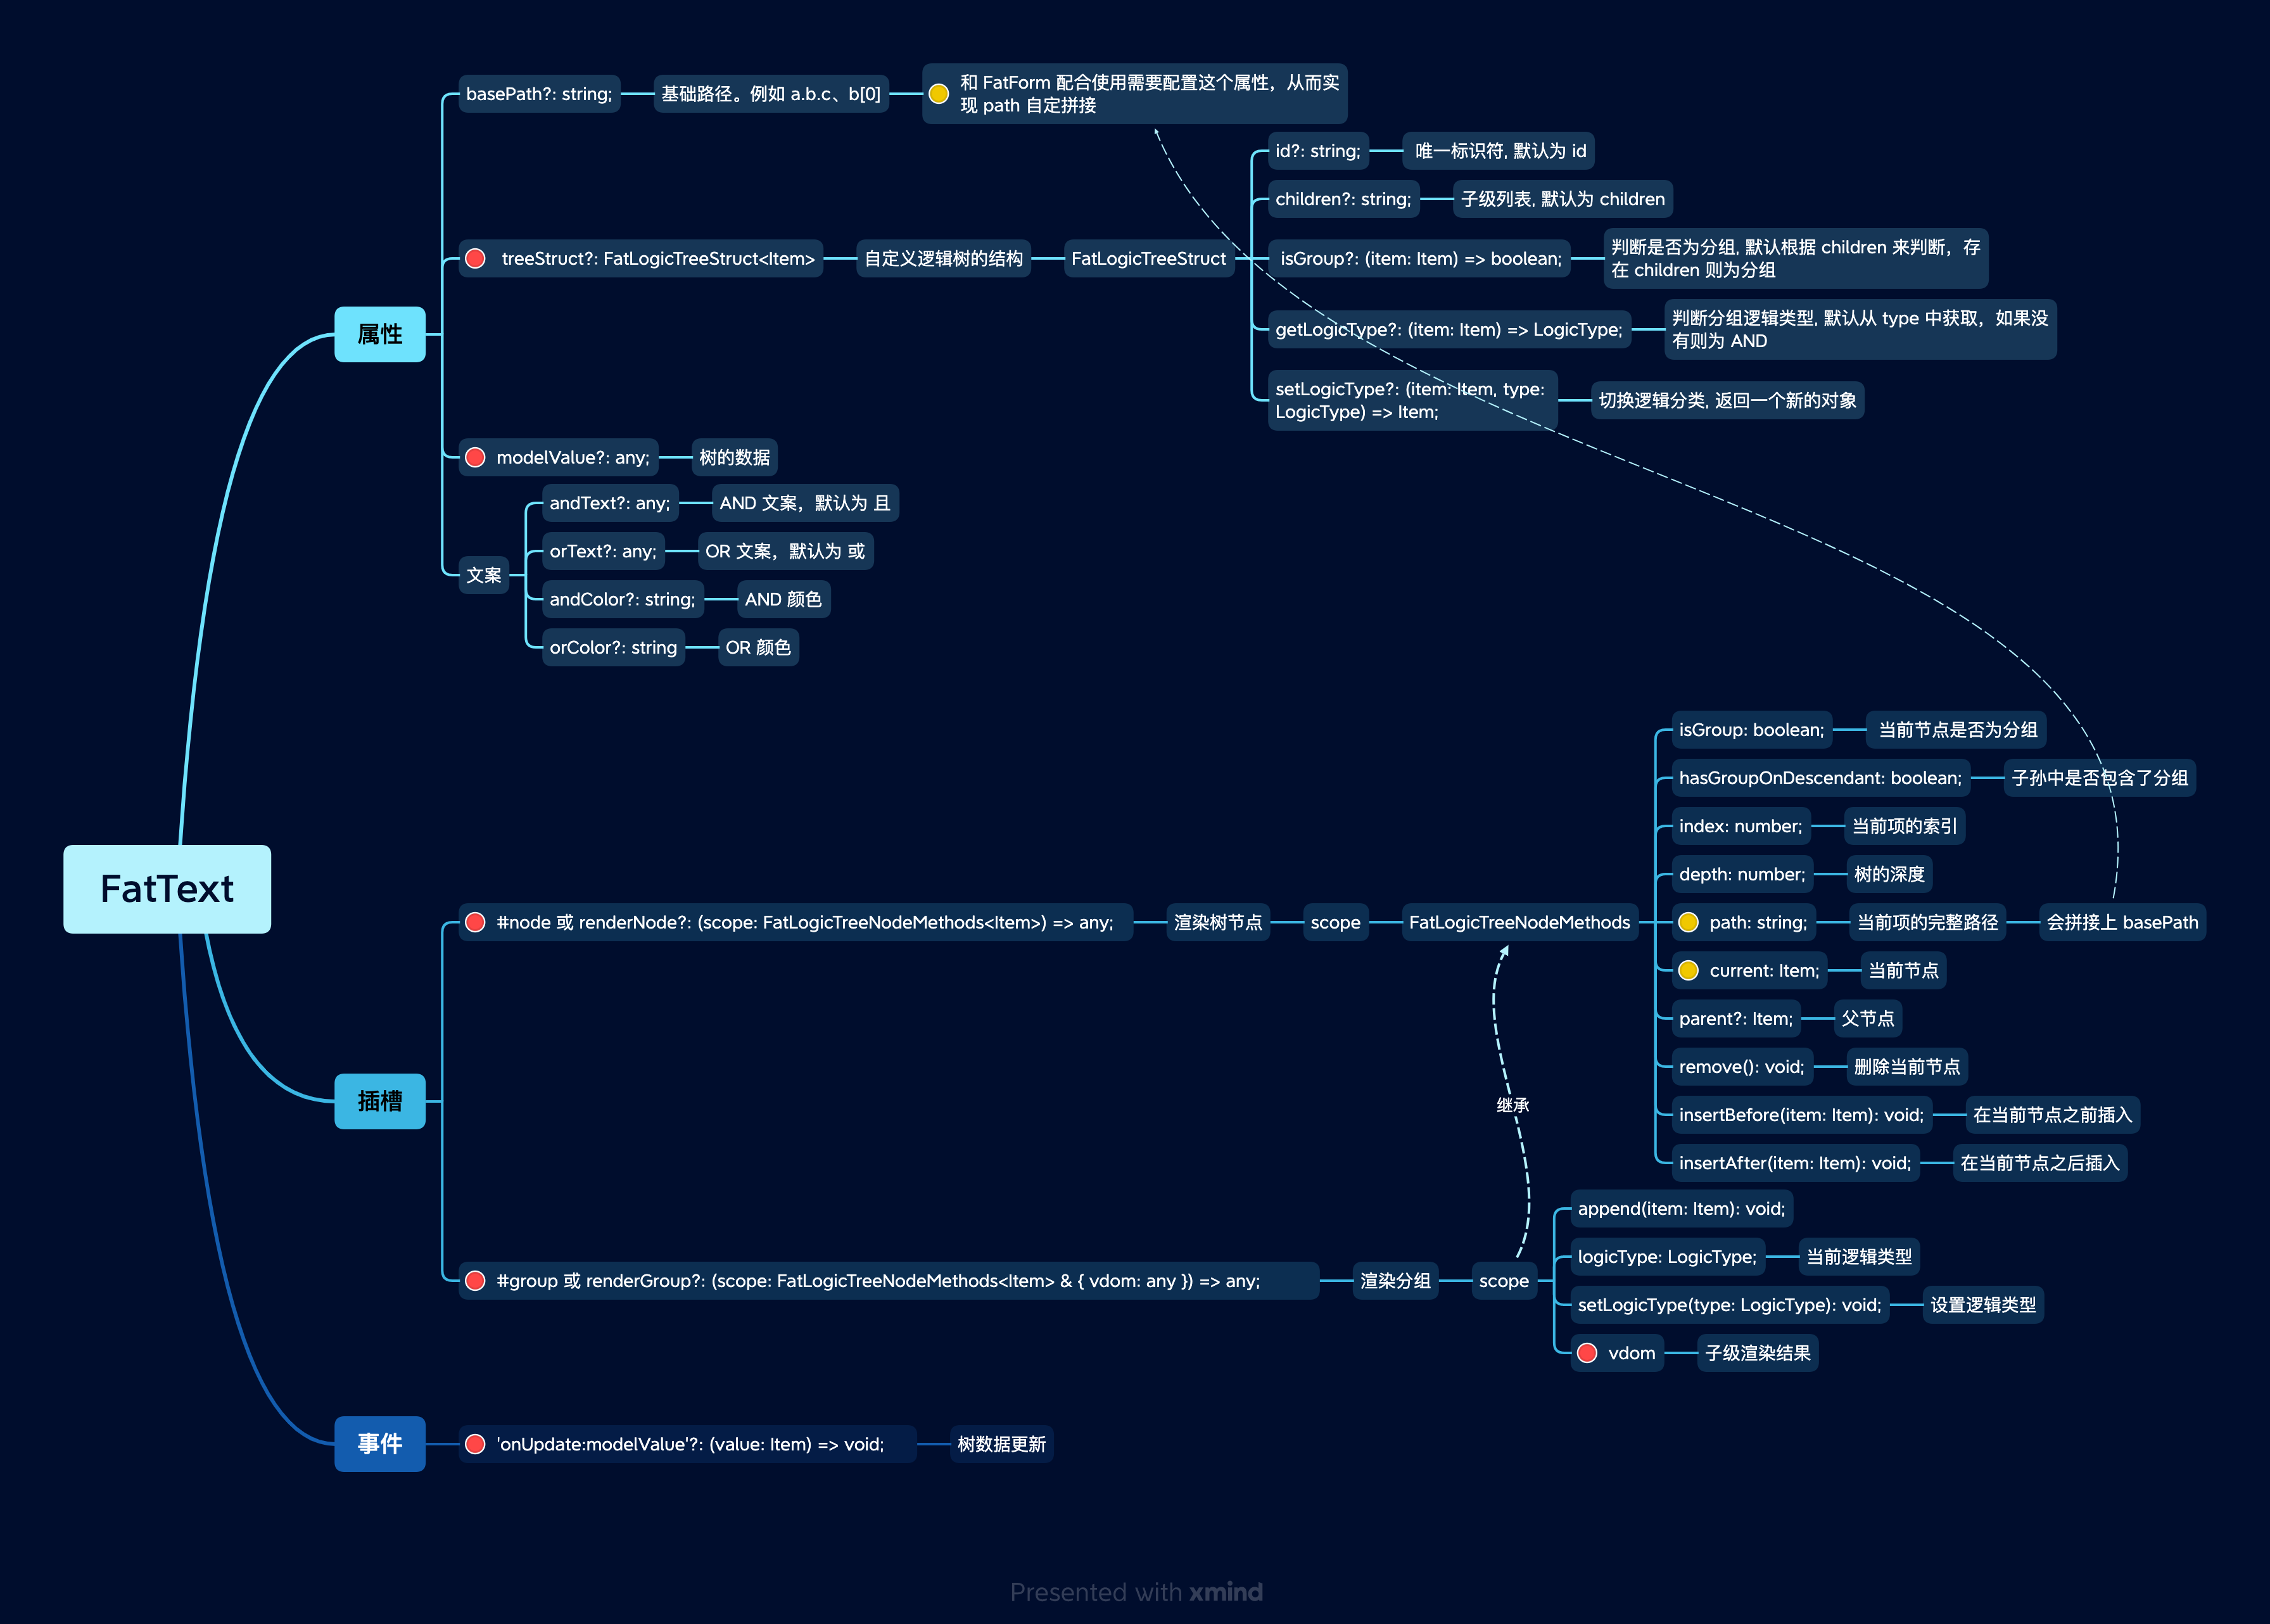 FatText
属性
basePath?: string;
基础路径。例如 a.b.c、b[0]
和 FatForm 配合使用需要配置这个属性，从而实
现 path 自定拼接
treeStruct?: FatLogicTreeStruct<Item>
自定义逻辑树的结构
FatLogicTreeStruct
id?: string;
唯一标识符, 默认为 id
children?: string;
子级列表, 默认为 children
isGroup?: (item: Item) => boolean;
判断是否为分组, 默认根据 children 来判断，存
在 children 则为分组
getLogicType?: (item: Item) => LogicType;
判断分组逻辑类型, 默认从 type 中获取，如果没
有则为 AND
setLogicType?: (item: Item, type:
LogicType) => Item;
切换逻辑分类, 返回一个新的对象
modelValue?: any;
树的数据
文案
andText?: any;
AND 文案，默认为 且
orText?: any;
OR 文案，默认为 或
andColor?: string;
AND 颜色
orColor?: string
OR 颜色
插槽
#node 或 renderNode?: (scope: FatLogicTreeNodeMethods<Item>) => any;
渲染树节点
scope
FatLogicTreeNodeMethods
isGroup: boolean;
当前节点是否为分组
hasGroupOnDescendant: boolean;
子孙中是否包含了分组
index: number;
当前项的索引
depth: number;
树的深度
path: string;
当前项的完整路径
会拼接上 basePath
current: Item;
当前节点
parent?: Item;
父节点
remove(): void;
删除当前节点
insertBefore(item: Item): void;
在当前节点之前插入
insertAfter(item: Item): void;
在当前节点之后插入
继承
#group 或 renderGroup?: (scope: FatLogicTreeNodeMethods<Item> & { vdom: any }) => any;
渲染分组
scope
append(item: Item): void;
logicType: LogicType;
当前逻辑类型
setLogicType(type: LogicType): void;
设置逻辑类型
vdom
子级渲染结果
事件
'onUpdate:modelValue'?: (value: Item) => void;
树数据更新
Presented with xmind